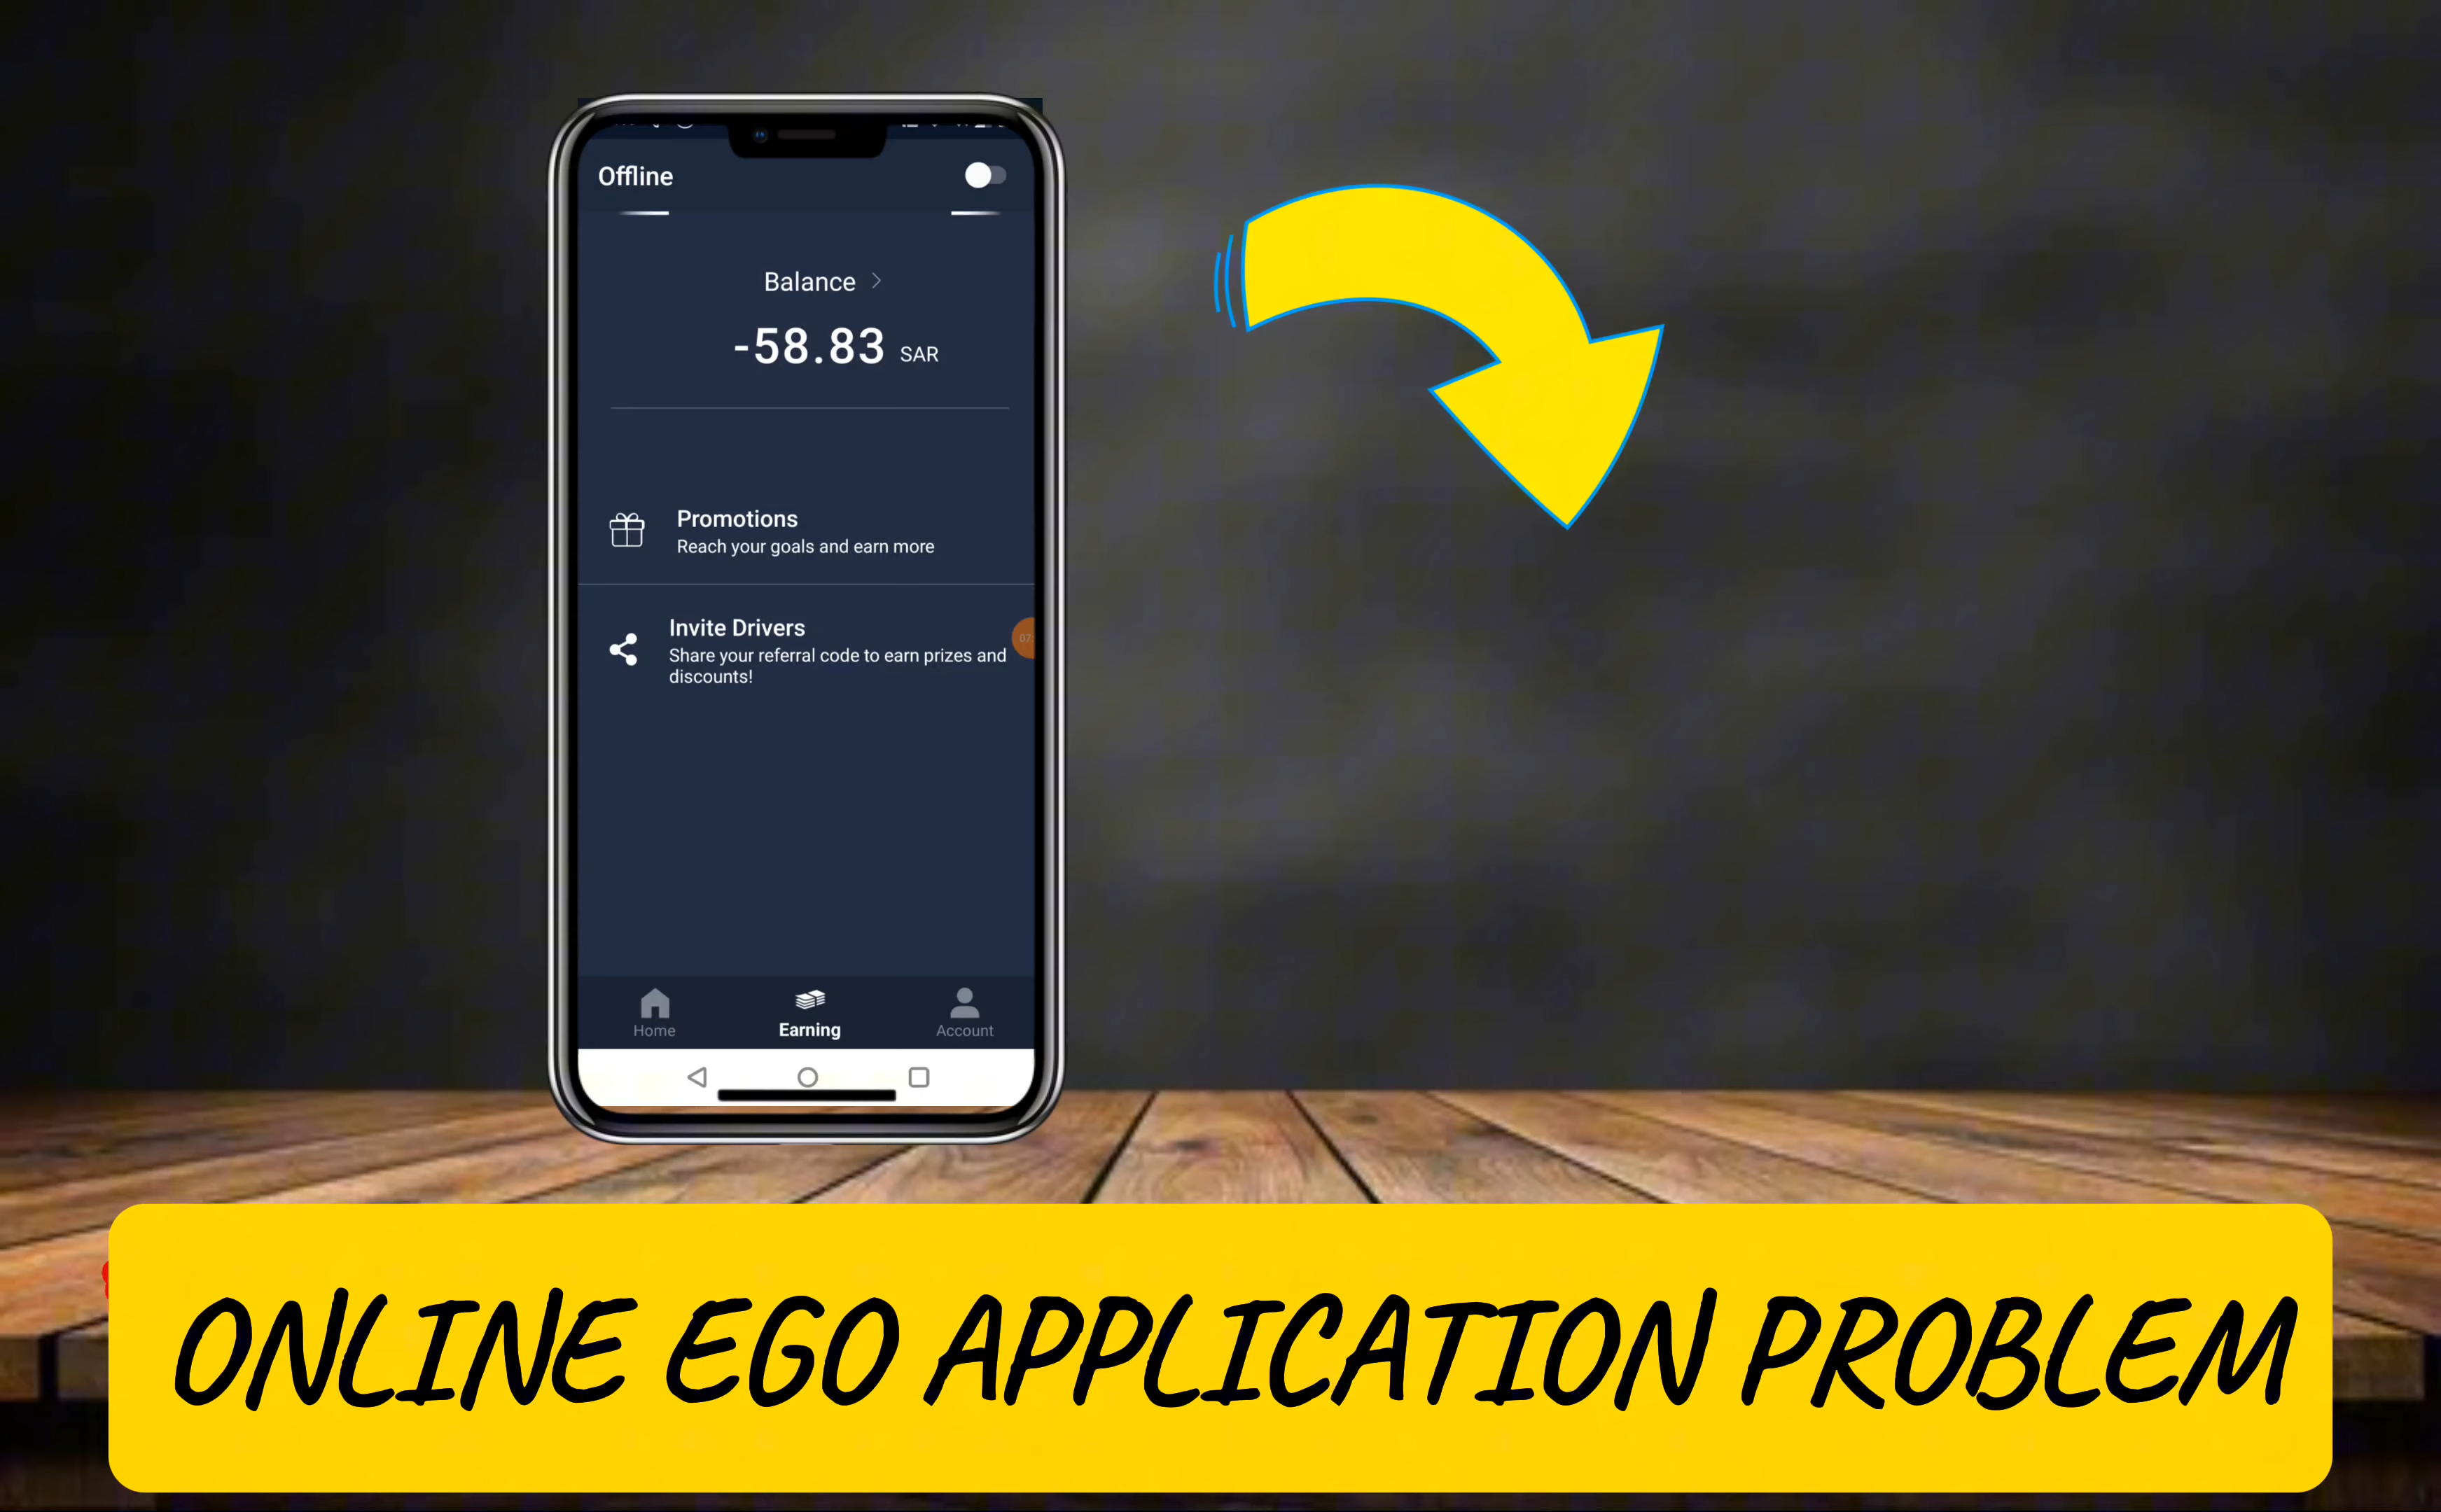 Offline
Balance
-58.83 SAR
Promotions
Reach your goals and earn more
Invite Drivers
07:
Share your referral code to earn prizes and
discounts!
Home
Earning
Account
ONLINE EGO APPLICATION PROBLEM